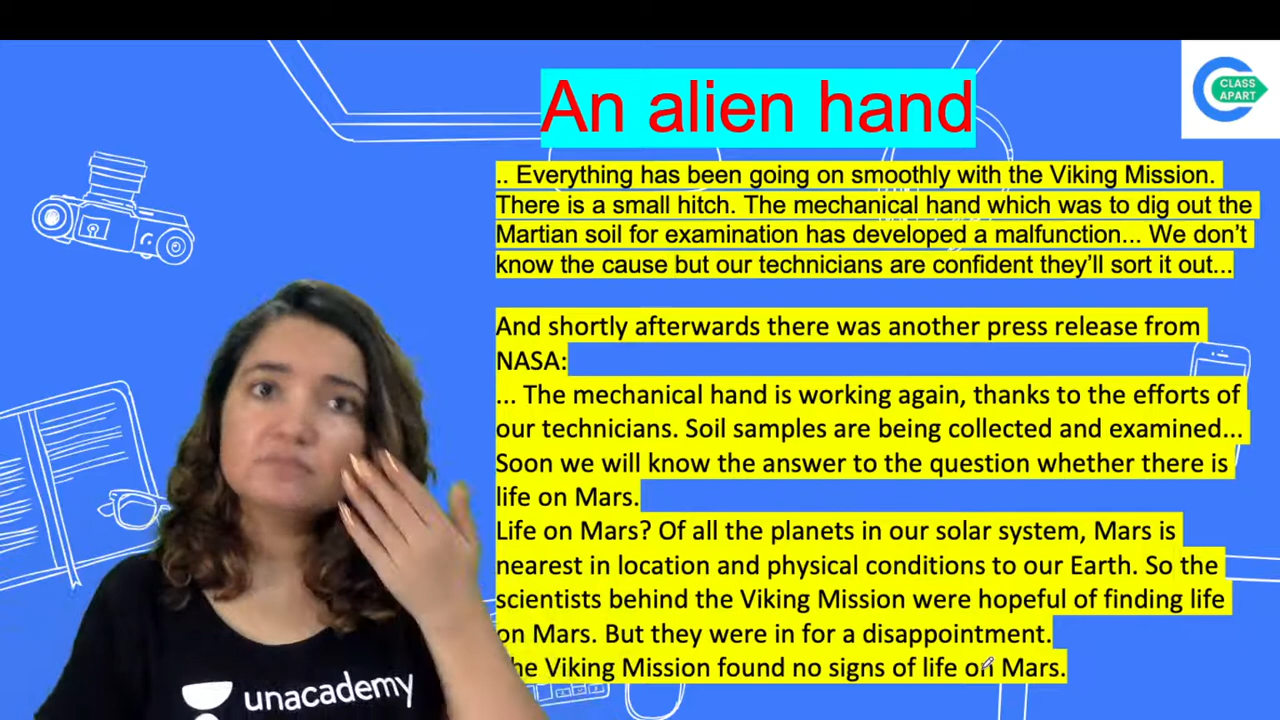 An alien hand
CLASS
APART
.. Everything has been going on smoothly with the Viking Mission.
There is a small hitch. The mechanical hand which was to dig out the
Martian soil for examination has developed a malfunction... We don't
know the cause but our technicians are confident they'll sort it out...
And shortly afterwards there was another press release from
NASA:
... The mechanical hand is working again, thanks to the efforts of
our technicians. Soil samples are being collected and examined...
Soon we will know the answer to the question whether there is
life on Mars.
Life on Mars? Of all the planets in our solar system, Mars is
nearest in location and physical conditions to our Earth. So the
scientists behind the Viking Mission were hopeful of finding life
on Mars. But they were in for a disappointment.
he Viking Mission found no signs of life on Mars.
unacademy